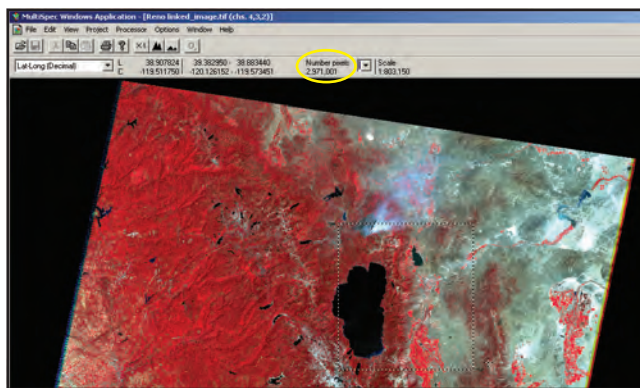 MultiSpec Windows Application - [Reno linked_image.tif (chs. 4,3,2)]
File Edit View Project Processor Options Window Help
Lat-Long (Decimal) L 38.907824 39.382950 - 38.883440 Number pixels Scale
C -119.511750 -120.126152 - -119.573451 2,971,001 1:803,150